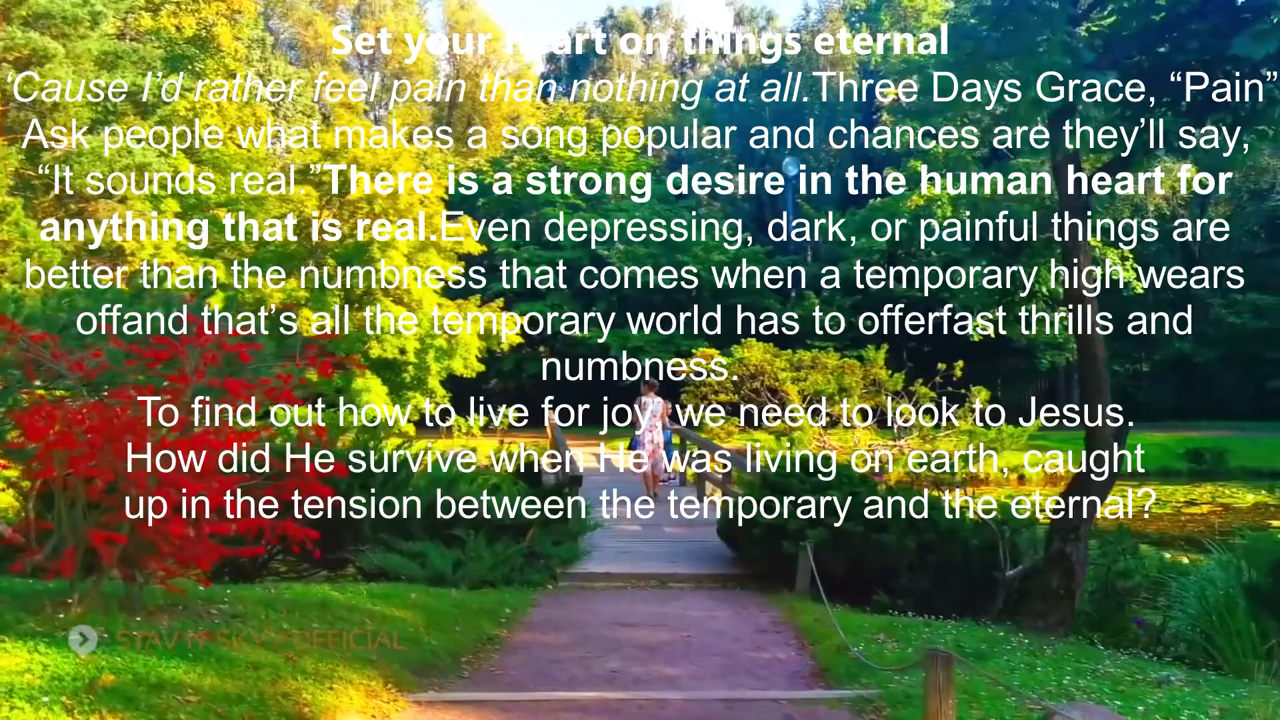 Set your heart on things eternal
‘Cause I’d rather feel pain than nothing at all.Three Days Grace, “Pain”
Ask people what makes a song popular and chances are they’ll say,
“It sounds real.”There is a strong desire in the human heart for
anything that is real.Even depressing, dark, or painful things are
better than the numbness that comes when a temporary high wears
offand that’s all the temporary world has to offerfast thrills and
numbness.
To find out how to live for joy, we need to look to Jesus.
How did He survive when He was living on earth, caught
up in the tension between the temporary and the eternal?
OFFICIAL